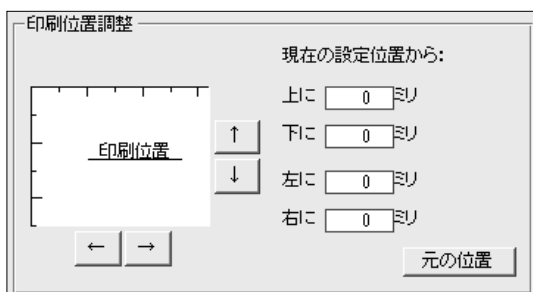 印刷位置調整
現在の設定位置から:
上に 0 ミリ
下に 0 ミリ
左に 0 ミリ
右に 0 ミリ
印刷位置
↑
↓
← →
元の位置